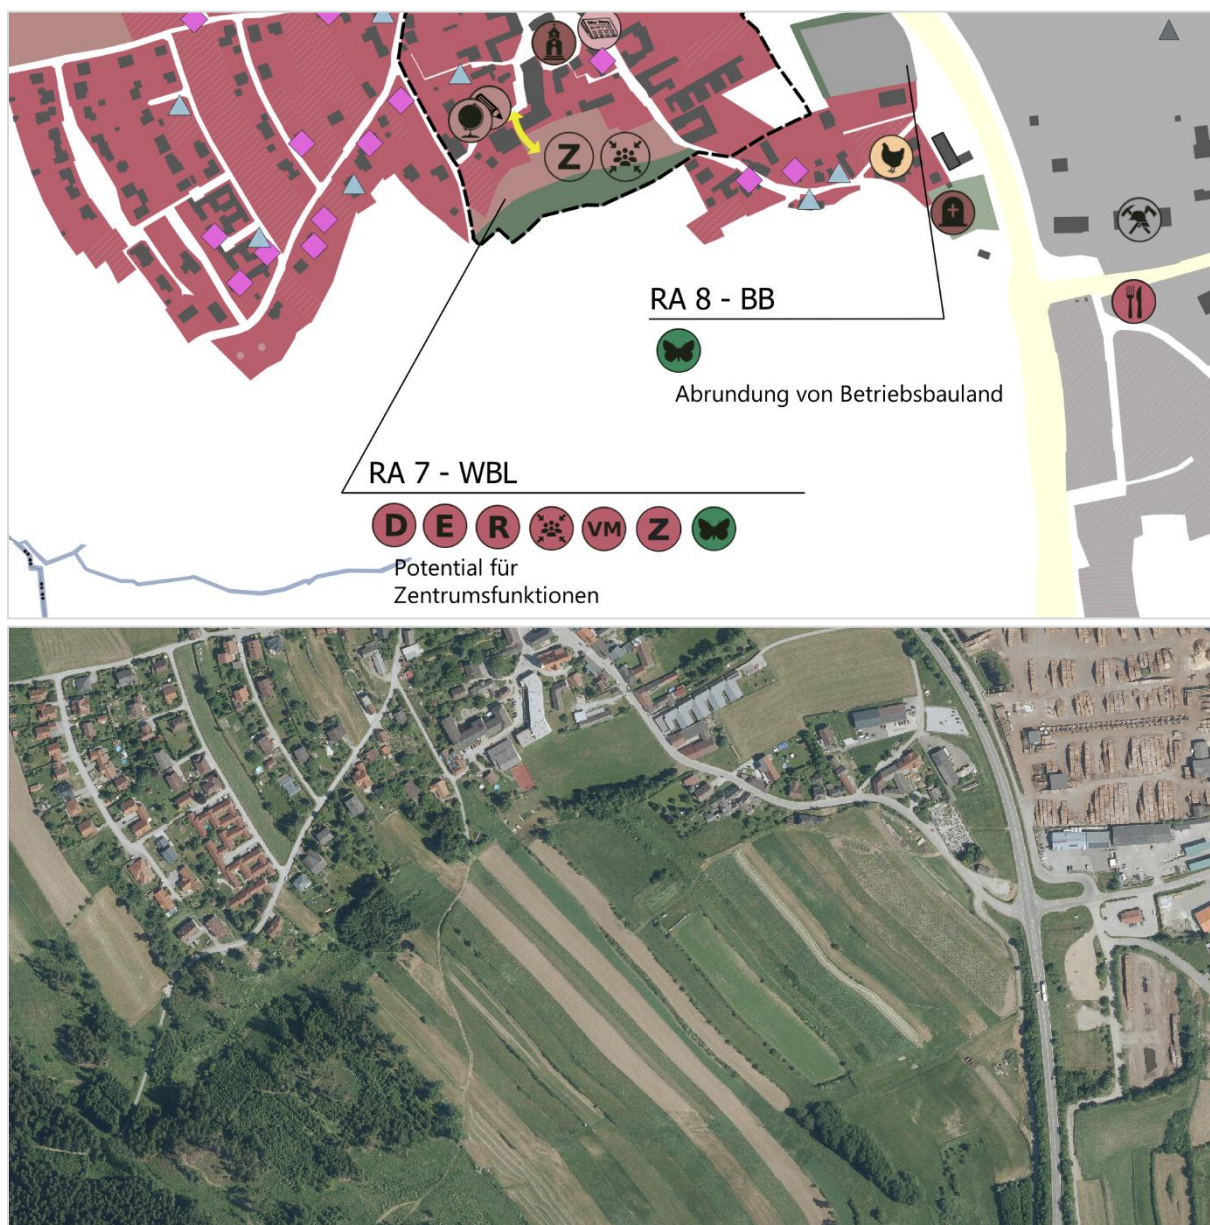 Z
RA 8 - BB
Abrundung von Betriebsbauland
RA 7 - WBL
D E R VM Z
Potential für
Zentrumsfunktionen